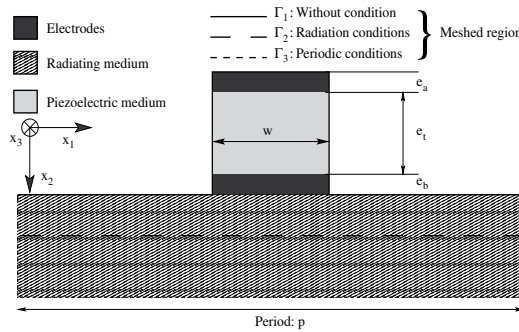 Electrodes
Radiating medium
Piezoelectric medium
Γ1: Without condition
Γ2: Radiation conditions
Γ3: Periodic conditions
Meshed region
x3
x1
x2
w
ea
et
eb
Period: p